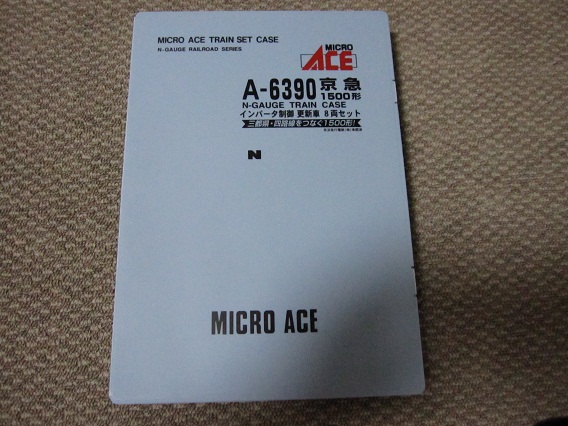 MICRO ACE TRAIN SET CASE
N-GAUGE RAILROAD SERIES
MICRO
ACE
A-6390 京急
1500形
N-GAUGE TRAIN CASE
インバータ制御 更新車 8両セット
三都県・四路線をつなぐ1500形!
N
MICRO ACE